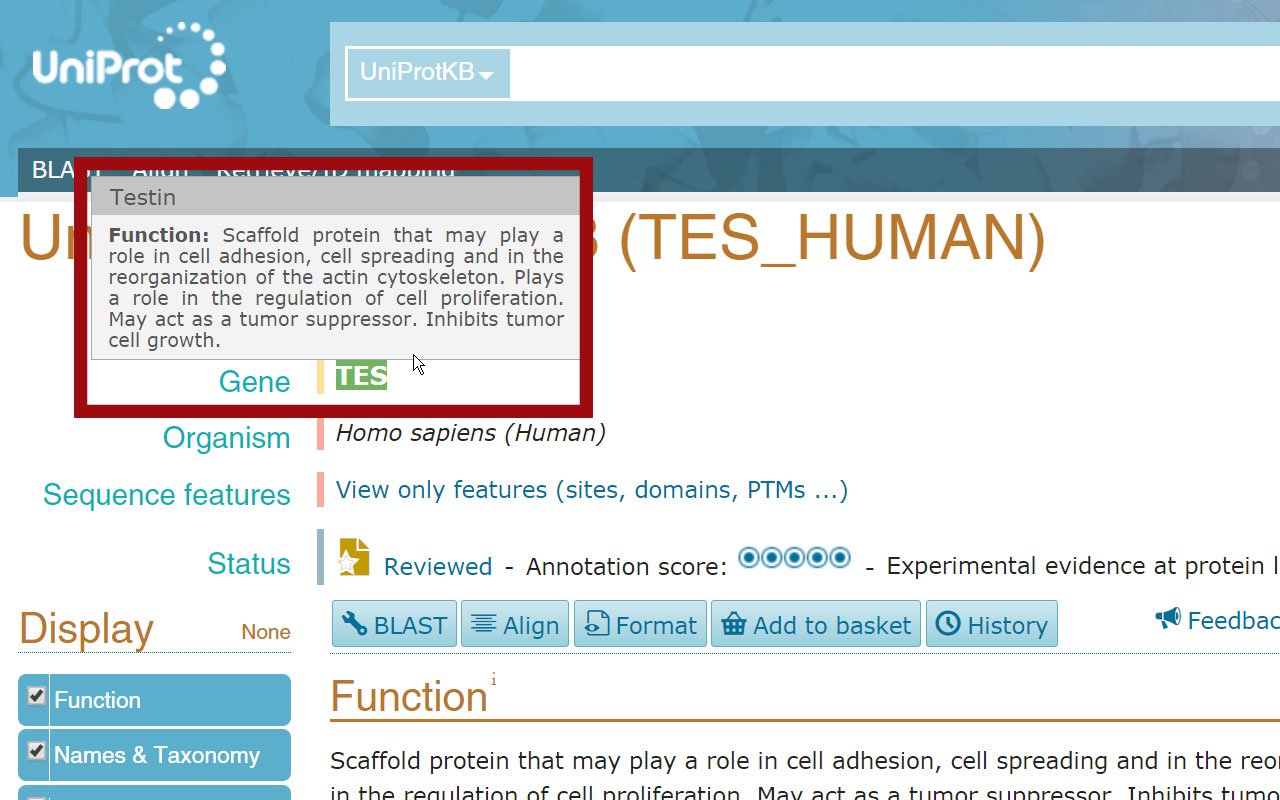 UniProt
UniProtKB
BLAST Align Retrieve/ID mapping
Testin
Function: Scaffold protein that may play a
role in cell adhesion, cell spreading and in the
reorganization of the actin cytoskeleton. Plays
a role in the regulation of cell proliferation.
May act as a tumor suppressor. Inhibits tumor
cell growth.
(TES_HUMAN)
Gene TES
Organism Homo sapiens (Human)
Sequence features View only features (sites, domains, PTMs ...)
Status Reviewed - Annotation score: - Experimental evidence at protein l
Display None
BLAST Align Format Add to basket History Feedbac
Function
Names & Taxonomy
Function i
Scaffold protein that may play a role in cell adhesion, cell spreading and in the reor
in the regulation of cell proliferation. May act as a tumor suppressor. Inhibits tumo